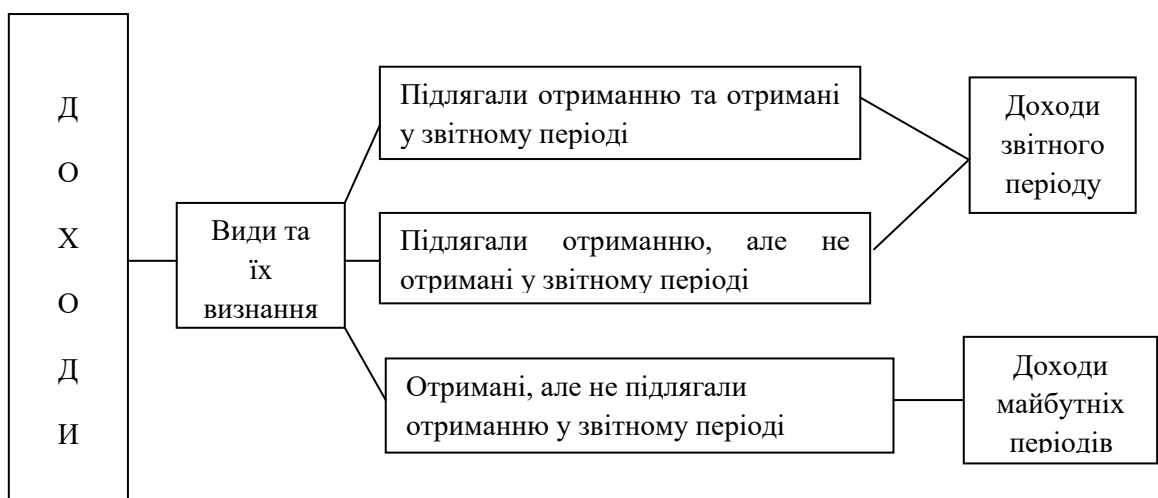 Д
О
Х
О
Д
И
Види та
їх
визнання
Підлягали отриманню та отримані
у звітному періоді
Підлягали отриманню, але не
отримані у звітному періоді
Отримані, але не підлягали
отриманню у звітному періоді
Доходи
звітного
періоду
Доходи
майбутніх
періодів